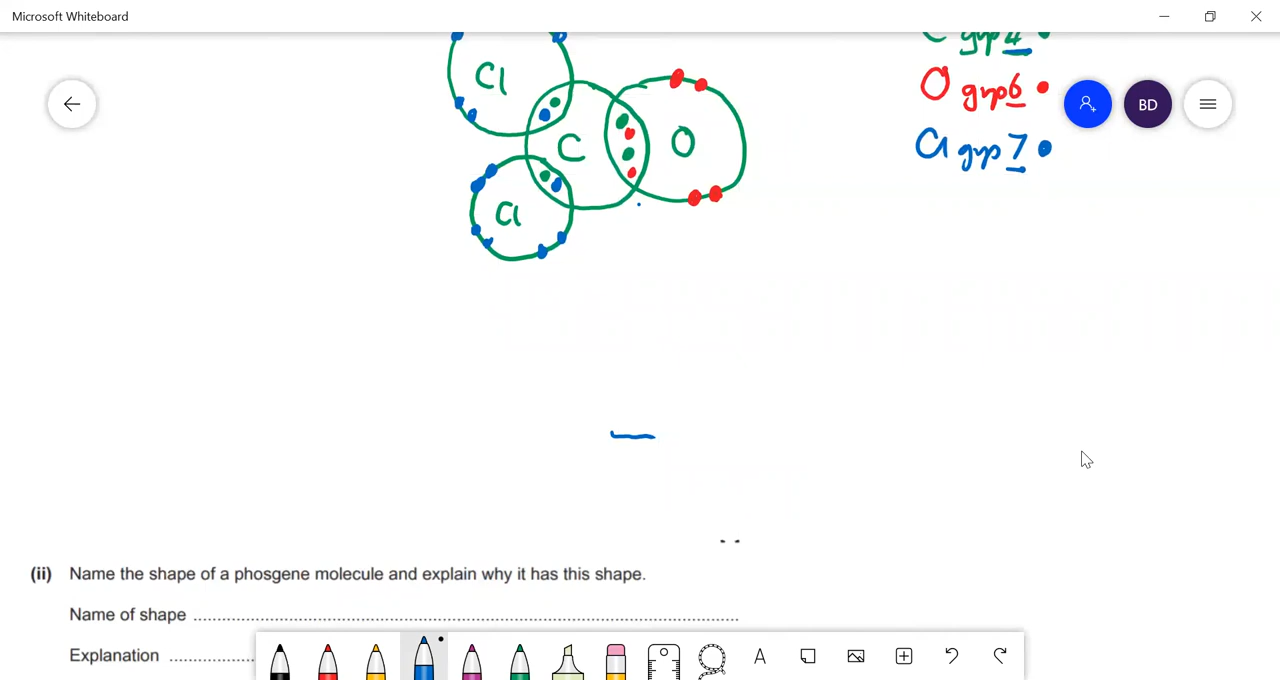 Microsoft Whiteboard
C grp 4
Cl
O grp 6
BD
C
O
Cl grp 7
Cl
(ii) Name the shape of a phosgene molecule and explain why it has this shape.
Name of shape ........................................................................................................................
Explanation ...................
A